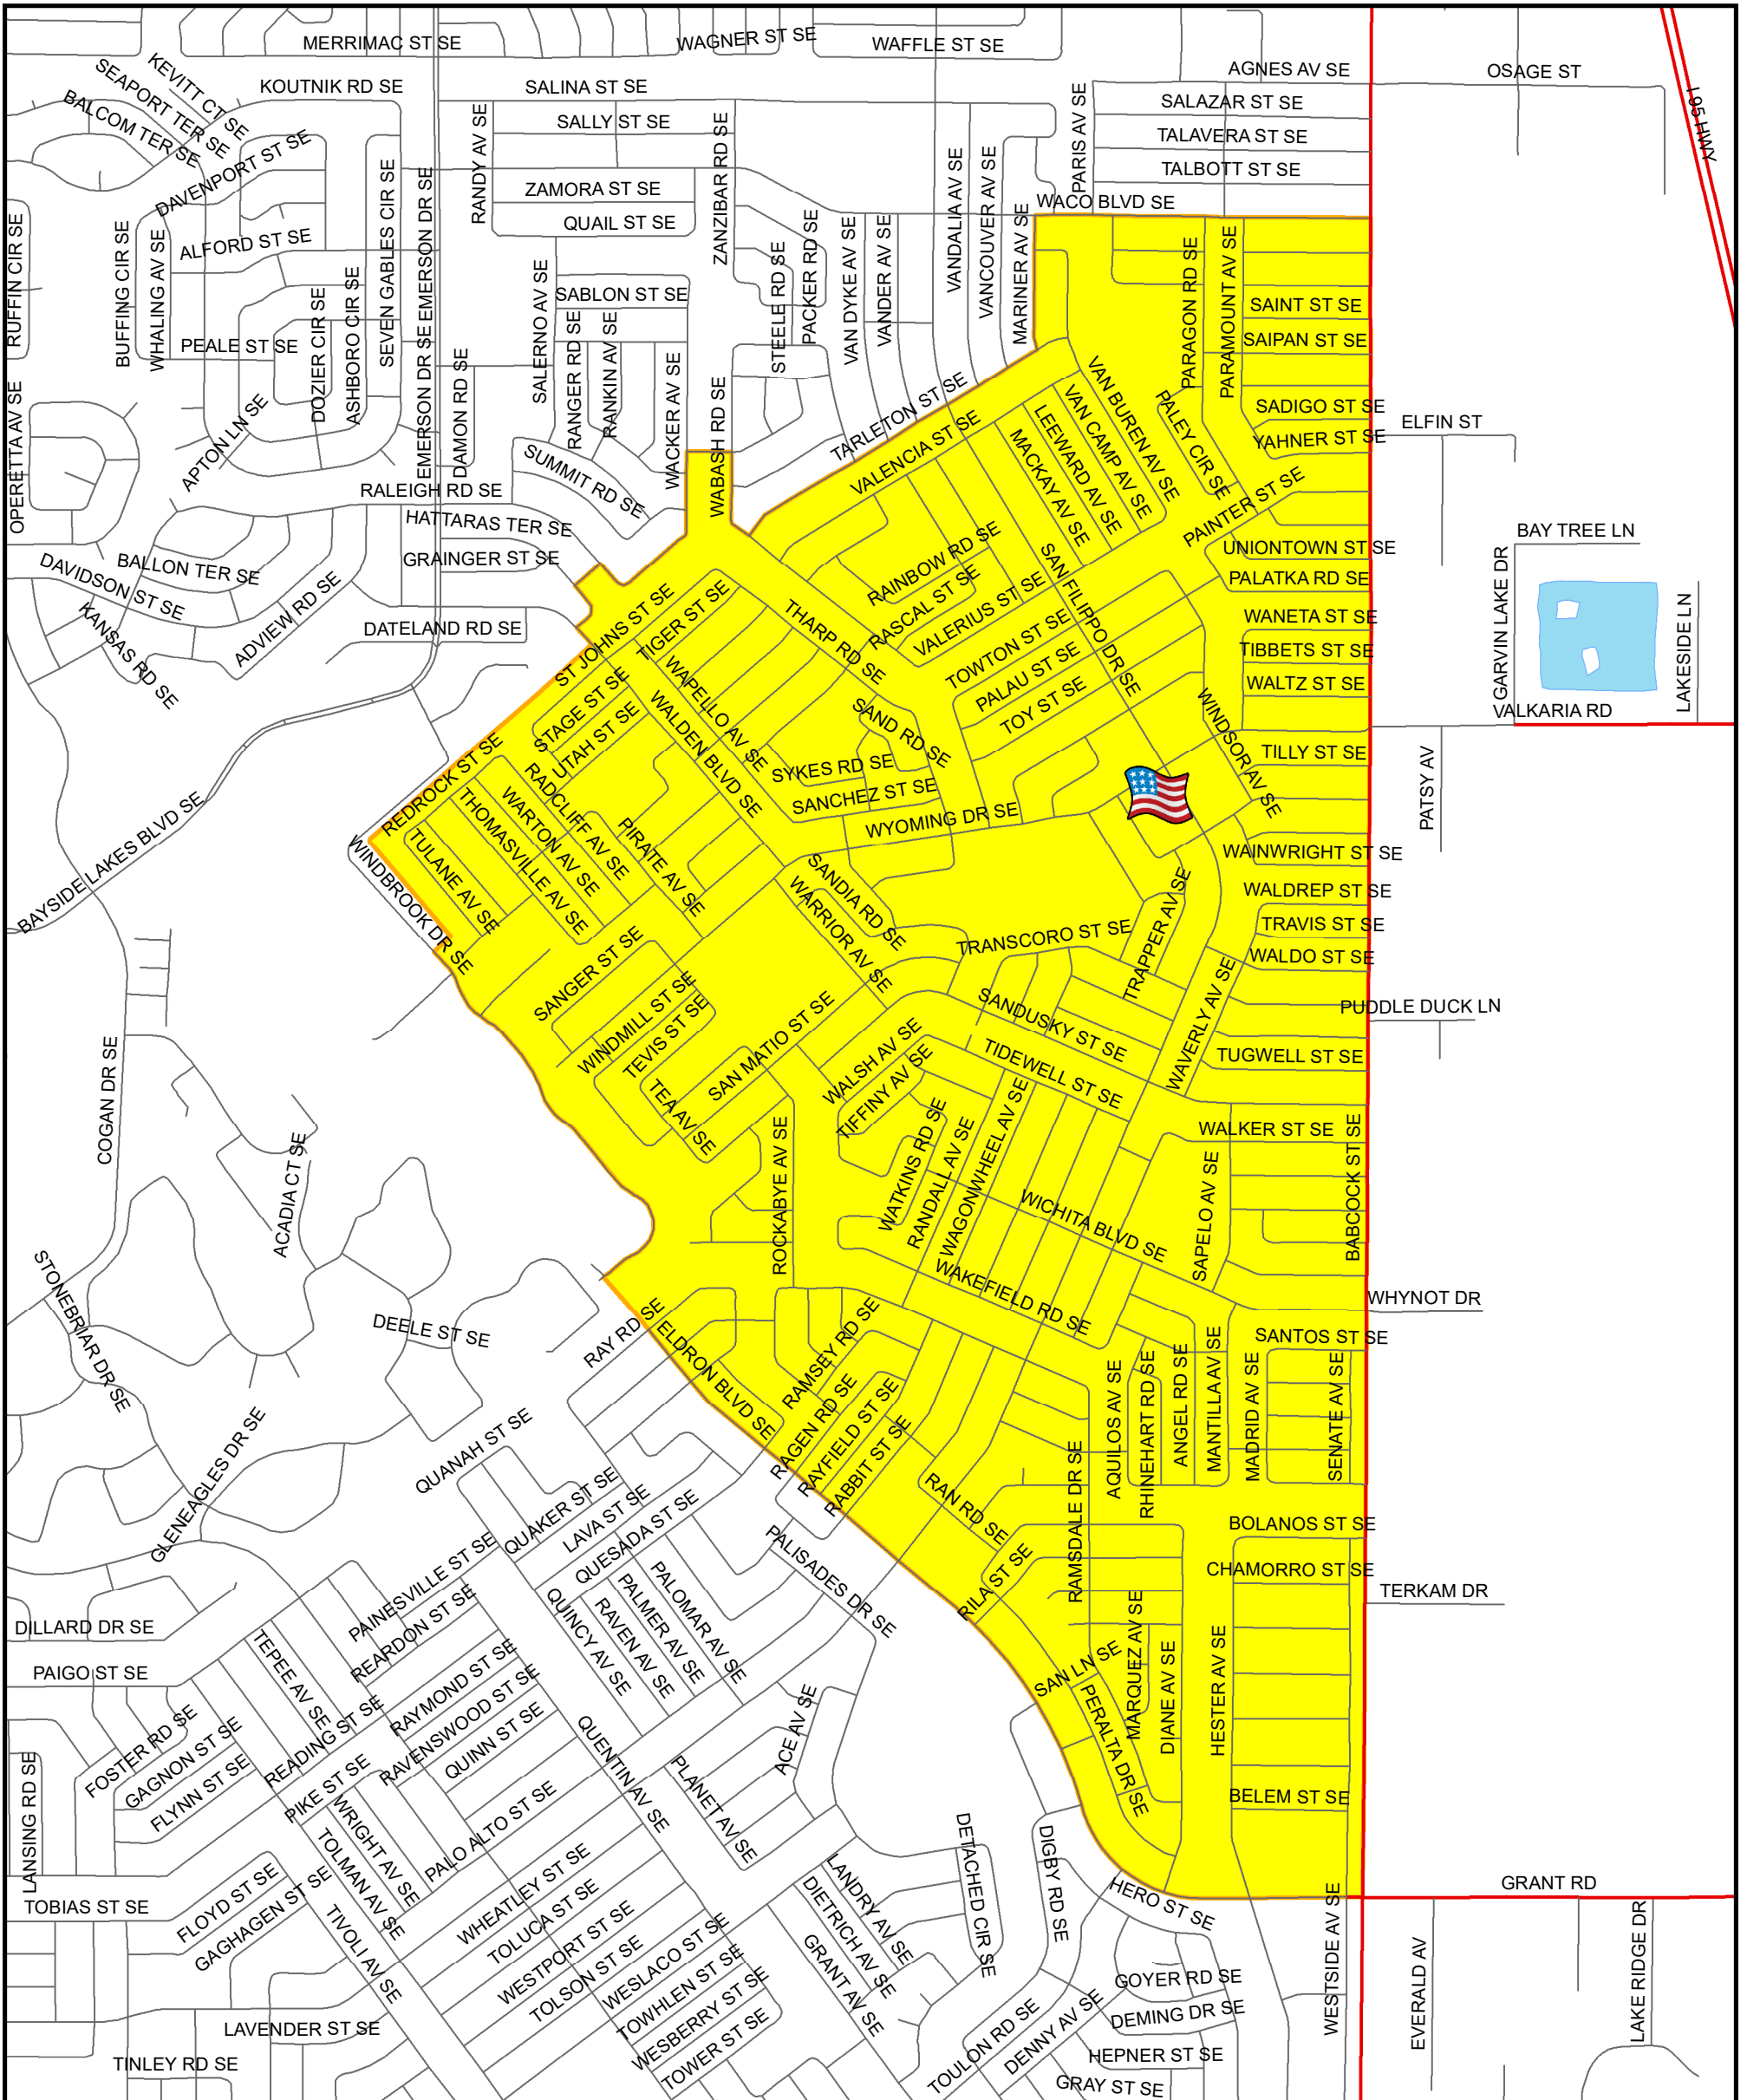 MERRIMAC ST SE
WAGNER ST SE
WAFFLE ST SE
KEVITT CT SE
SEAPORT TER SE
BALCOM TER SE
KOUTNIK RD SE
SALINA ST SE
AGNES AV SE
OSAGE ST
I 95 HWY
SALAZAR ST SE
SALLY ST SE
RANDY AV SE
ZANZIBAR RD SE
PARIS AV SE
TALAVERA ST SE
TALBOTT ST SE
DAVENPORT ST SE
ZAMORA ST SE
WACO BLVD SE
QUAIL ST SE
RUFFIN CIR SE
BUFFING CIR SE
WHALING AV SE
ALFORD ST SE
SEVEN GABLES CIR SE
EMERSON DR SE
EMERSON DR SE
SALERNO AV SE
SABLON ST SE
STEELE RD SE
PACKER RD SE
VAN DYKE AV SE
VANDER AV SE
VANDALIA AV SE
VANCOUVER AV SE
MARINER AV SE
PARAGON RD SE
PARAMOUNT AV SE
SAINT ST SE
SAIPAN ST SE
PEALE ST SE
DOZIER CIR SE
ASHBORO CIR SE
DAMON RD SE
RANGER RD SE
RANKIN AV SE
WACKER AV SE
WABASH RD SE
TARLETON ST SE
VALENCIA ST SE
VAN BUREN AV SE
VAN CAMP AV SE
LEEWARD AV SE
MACKAY AV SE
PALEY CIR SE
SADIGO ST SE
YAHNER ST SE
ELFIN ST
OPERETTA AV SE
APTON LN SE
SUMMIT RD SE
RALEIGH RD SE
HATTARAS TER SE
GRAINGER ST SE
PAINTER ST SE
UNIONTOWN ST SE
BAY TREE LN
PALATKA RD SE
BALLON TER SE
DAVIDSON ST SE
KANSAS RD SE
ADVIEW RD SE
DATELAND RD SE
ST JOHNS ST SE
TIGER ST SE
THARP RD SE
RAINBOW RD SE
RASCAL ST SE
VALERIUS ST SE
SAN FILIPPO DR SE
TOWTON ST SE
PALAU ST SE
TOY ST SE
WANETA ST SE
TIBBETS ST SE
WALTZ ST SE
GARVIN LAKE DR
LAKESIDE LN
VALKARIA RD
STAGE ST SE
UTAH ST SE
WAPELLO AV SE
WALDEN BLVD SE
SAND RD SE
SYKES RD SE
SANCHEZ ST SE
WYOMING DR SE
WINDSOR AV SE
TILLY ST SE
PATSY AV
REDROCK ST SE
RADCLIFF AV SE
WARTON AV SE
THOMASVILLE AV SE
TULANE AV SE
PIRATE AV SE
WINDBROOK DR SE
BAYSIDE LAKES BLVD SE
WAINWRIGHT ST SE
WALDREP ST SE
TRAVIS ST SE
WALDO ST SE
SANDIA RD SE
WARRIOR AV SE
TRAPPER AV SE
TRANSCORO ST SE
SANGER ST SE
WINDMILL ST SE
TEVIS ST SE
SAN MATIO ST SE
TEA AV SE
WALSH AV SE
TIFFINY AV SE
SANDUSKY ST SE
TIDEWELL ST SE
WAVERLY AV SE
PUDDLE DUCK LN
TUGWELL ST SE
WALKER ST SE
BABCOCK ST SE
COGAN DR SE
ACADIA CT SE
ROCKABYE AV SE
WATKINS RD SE
RANDALL AV SE
WAGONWHEEL AV SE
WICHITA BLVD SE
SAPELO AV SE
WAKEFIELD RD SE
WHYNOT DR
SANTOS ST SE
STONEBRIAR DR SE
DEELE ST SE
RAY RD SE
ELDRON BLVD SE
RAMSEY RD SE
RAGEN RD SE
RAYFIELD ST SE
RABBIT ST SE
AQUILOS AV SE
RHINEHART RD SE
ANGEL RD SE
MANTILLA AV SE
MADRID AV SE
SENATE AV SE
GLENEAGLES DR SE
QUANAH ST SE
QUAKER ST SE
LAVA ST SE
QUESADA ST SE
RAN RD SE
RAMSDALE DR SE
BOLANOS ST SE
CHAMORRO ST SE
TERKAM DR
PALISADES DR SE
RILA ST SE
DILLARD DR SE
PAIGO ST SE
PAINESVILLE ST SE
REARDON ST SE
TEPEE AV SE
QUINCY AV SE
RAVEN AV SE
PALMER AV SE
PALOMAR AV SE
SAN LN SE
MARQUEZ AV SE
PERALTA DR SE
DIANE AV SE
HESTER AV SE
RAYMOND ST SE
RAVENSWOOD ST SE
QUINN ST SE
READING ST SE
FOSTER RD SE
GAGNON ST SE
FLYNN ST SE
LANSING RD SE
PIKE ST SE
WRIGHT AV SE
TOLMAN AV SE
QUENTIN AV SE
PLANET AV SE
ACE AV SE
PALO ALTO ST SE
BELEM ST SE
TOBIAS ST SE
FLOYD ST SE
GAGHAGEN ST SE
TIVOLI AV SE
WHEATLEY ST SE
TOLUCA ST SE
WESTPORT ST SE
TOLSON ST SE
WESLACO ST SE
TOWHLEN ST SE
WESBERRY ST SE
TOWER ST SE
LANDRY AV SE
DIETRICH AV SE
GRANT AV SE
DETACHED CIR SE
DIGBY RD SE
HERO ST SE
GRANT RD
WESTSIDE AV SE
EVERALD AV
LAKE RIDGE DR
GOYER RD SE
DEMING DR SE
TOULON RD SE
DENNY AV SE
HEPNER ST SE
GRAY ST SE
LAVENDER ST SE
TINLEY RD SE